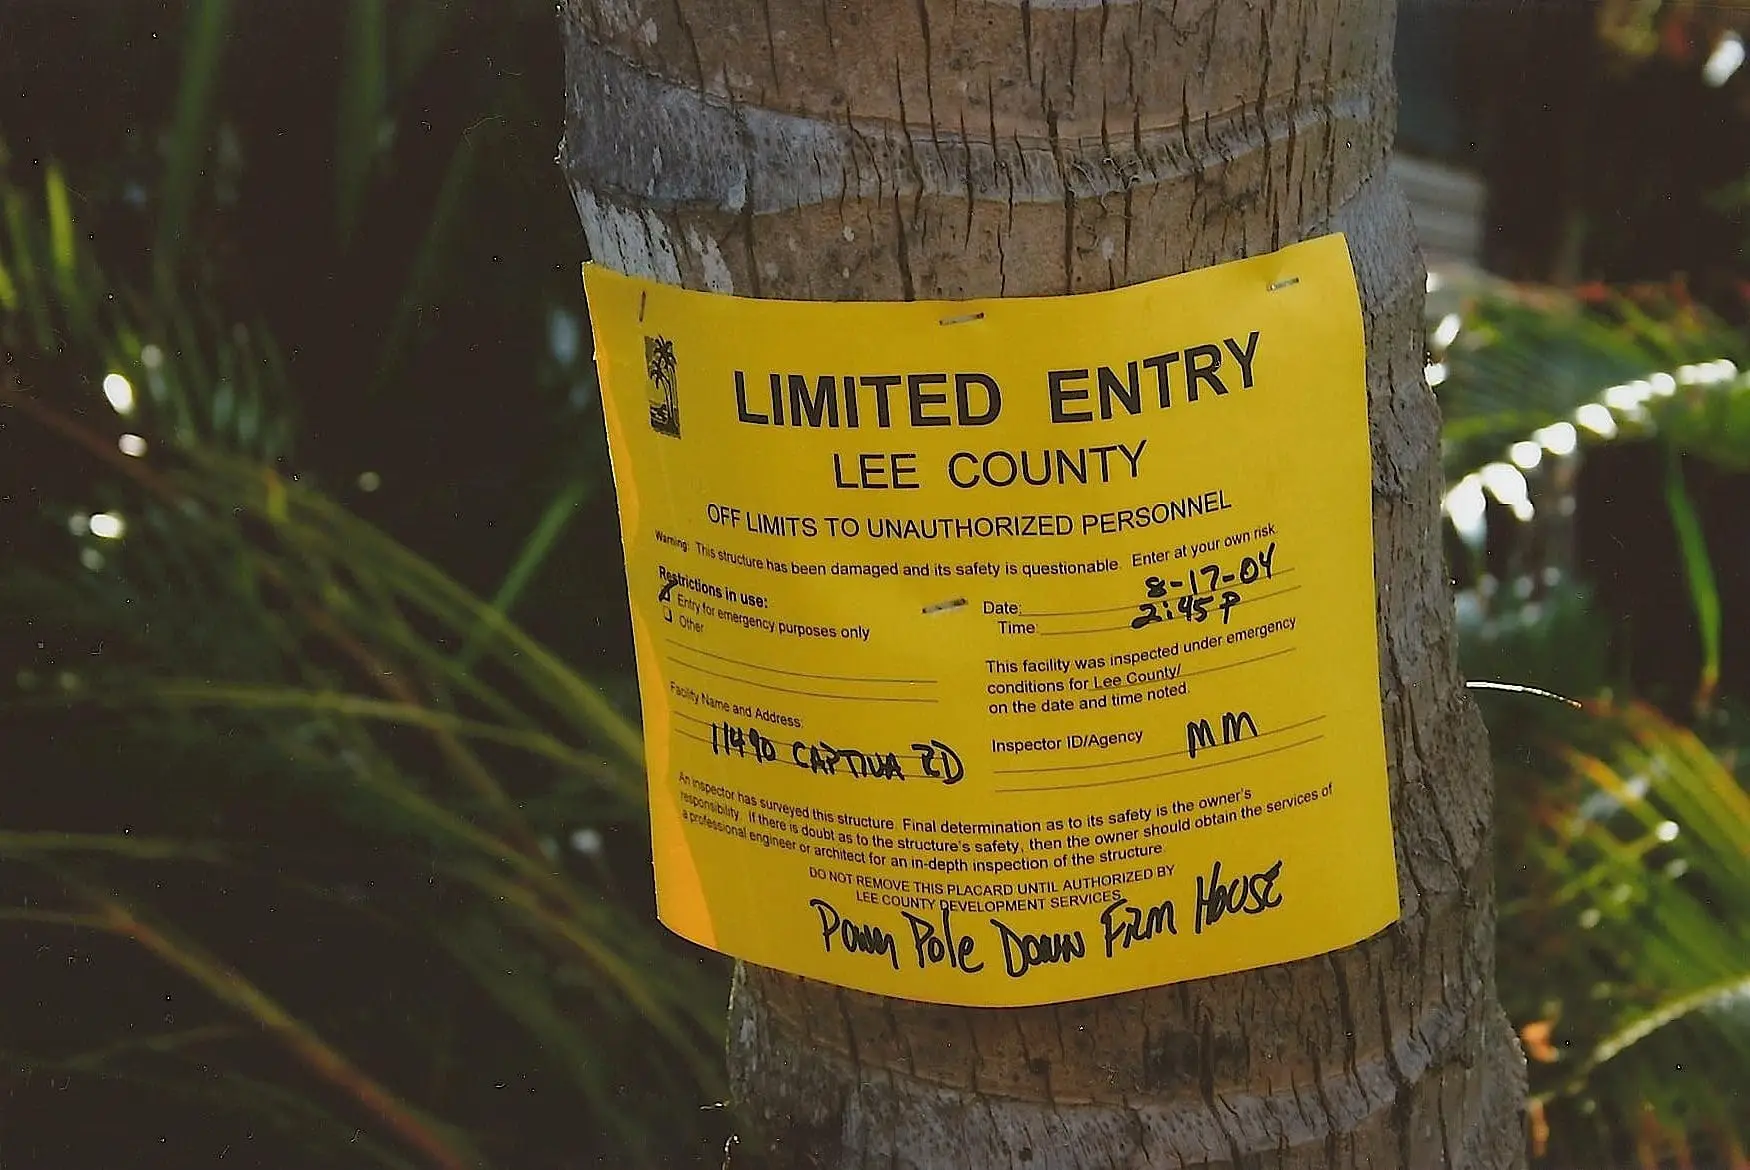 LIMITED ENTRY
LEE COUNTY
OFF LIMITS TO UNAUTHORIZED PERSONNEL
Warning: This structure has been damaged and its safety is questionable. Enter at your own risk
Restrictions in use:
Entry for emergency purposes only
Other
Date: 8-17-04
Time: 2:45 P
This facility was inspected under emergency
conditions for Lee County/
on the date and time noted.
Facility Name and Address:
11490 CAPTIVA RD
Inspector ID/Agency MM
An inspector has surveyed this structure. Final determination as to its safety is the owner's
responsibility. If there is doubt as to the structure's safety, then the owner should obtain the services of
a professional engineer or architect for an in-depth inspection of the structure.
DO NOT REMOVE THIS PLACARD UNTIL AUTHORIZED BY
LEE COUNTY DEVELOPMENT SERVICES.
Power Pole Down From House